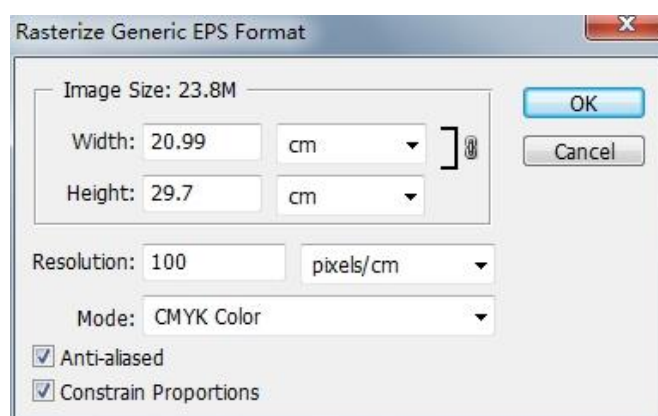 Rasterize Generic EPS Format
Image Size: 23.8M
OK
Width: 20.99 cm
Cancel
Height: 29.7 cm
Resolution: 100 pixels/cm
Mode: CMYK Color
Anti-aliased
Constrain Proportions